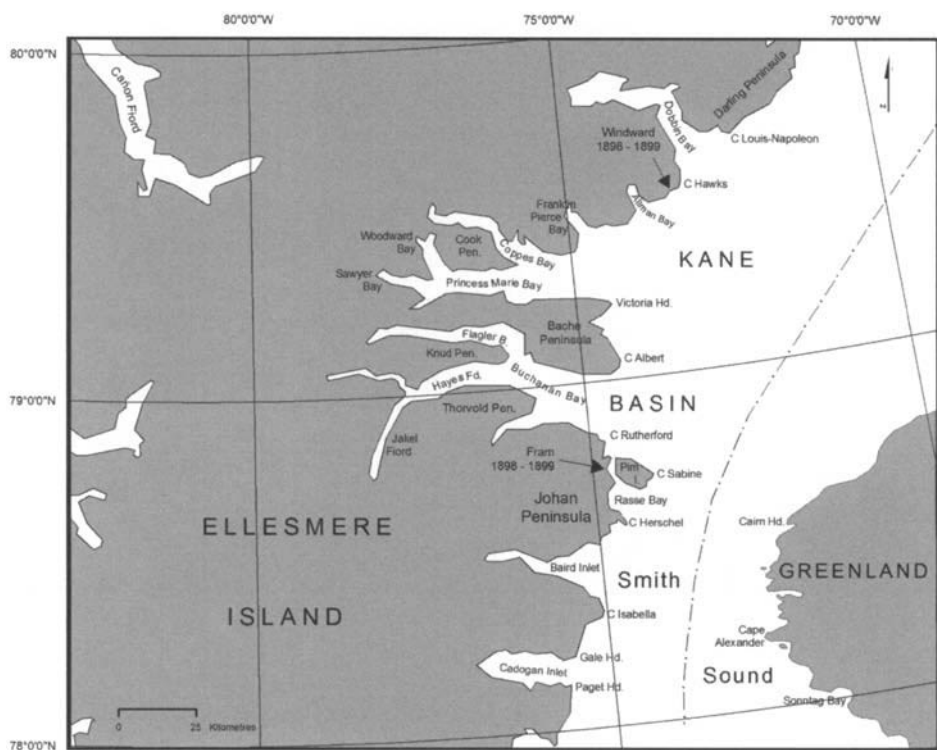 80°0'0"W
75°0'0"W
70°0'0"W
80°0'0"N
Cañon Fiord
Darling Peninsula
Dobbin Bay
C Louis-Napoleon
Windward
1898 - 1899
C Hawks
Allman Bay
Franklin
Pierce
Bay
Woodward
Bay
Cook
Pen.
Coppes Bay
KANE
Sawyer
Bay
Princess Marie Bay
Victoria Hd.
Bache
Peninsula
Flagler B.
Knud Pen.
C Albert
Buchanan Bay
Hayes Fd.
79°0'0"N
Thorvold Pen.
BASIN
C Rutherford
Jakel
Fiord
Fram
1898 - 1899
Pim
I
C Sabine
Rasse Bay
Johan
Peninsula
C Herschel
Cairn Hd.
ELLESMERE
Baird Inlet
Smith
GREENLAND
C Isabella
ISLAND
Cape
Alexander
Gale Hd.
Cadogan Inlet
Sound
Paget Hd.
Sonntag Bay
0 25 Kilometres
78°0'0"N